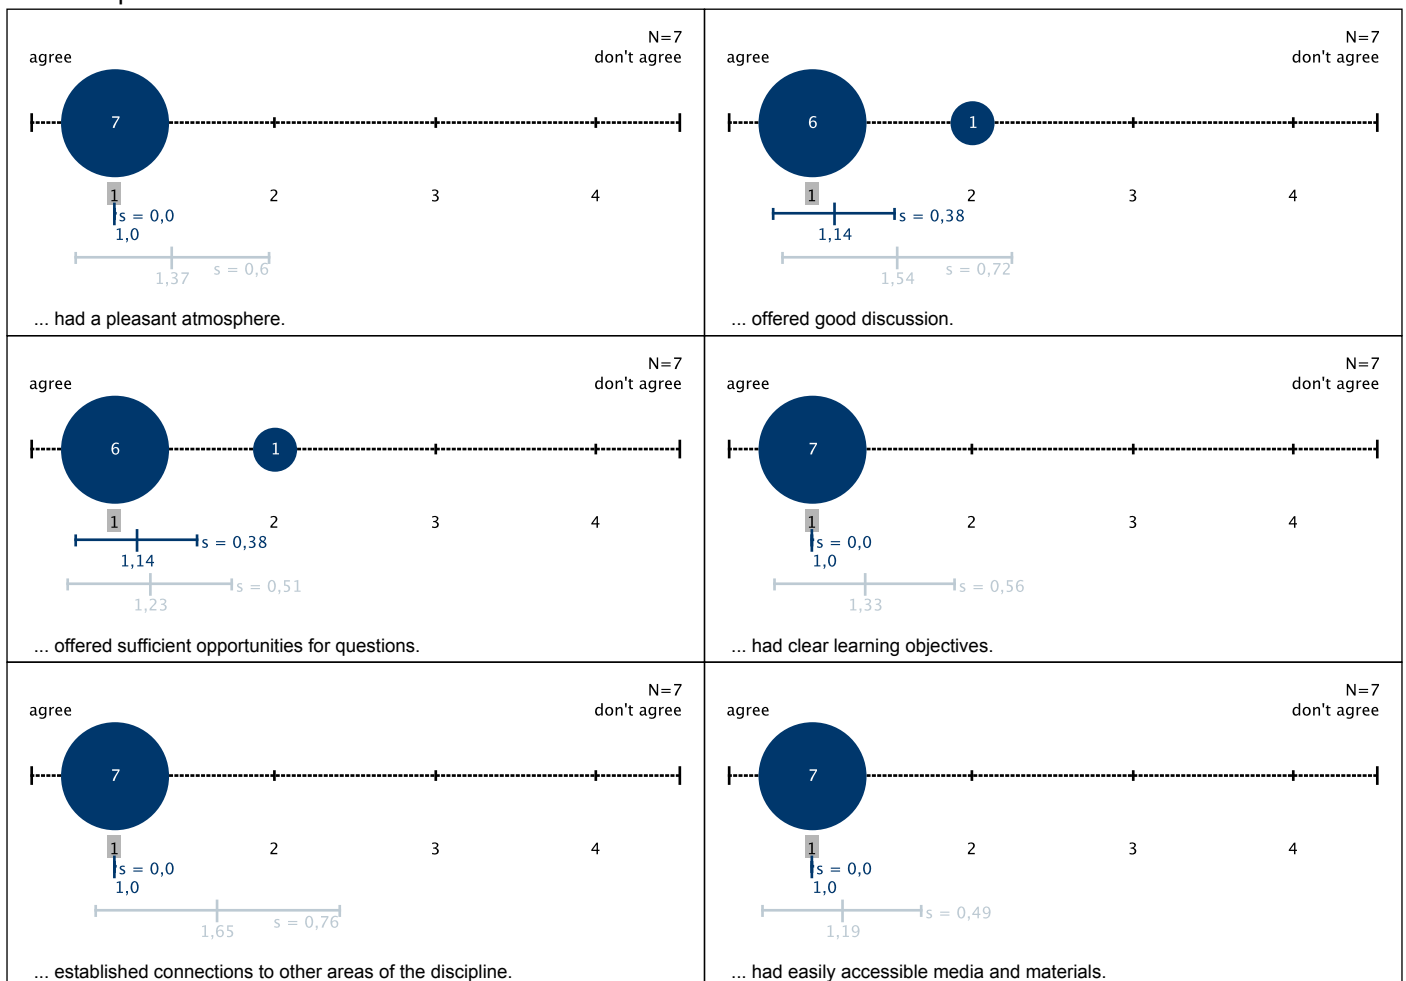 N=7
agree don't agree
7
1 2 3 4
s = 0,0
1,0
s = 0,6
1,37
... had a pleasant atmosphere.
N=7
agree don't agree
6 1
1 2 3 4
s = 0,38
1,14
s = 0,72
1,54
... offered good discussion.
N=7
agree don't agree
6 1
1 2 3 4
s = 0,38
1,14
s = 0,51
1,23
... offered sufficient opportunities for questions.
N=7
agree don't agree
7
1 2 3 4
s = 0,0
1,0
s = 0,56
1,33
... had clear learning objectives.
N=7
agree don't agree
7
1 2 3 4
s = 0,0
1,0
s = 0,76
1,65
... established connections to other areas of the discipline.
N=7
agree don't agree
7
1 2 3 4
s = 0,0
1,0
s = 0,49
1,19
... had easily accessible media and materials.